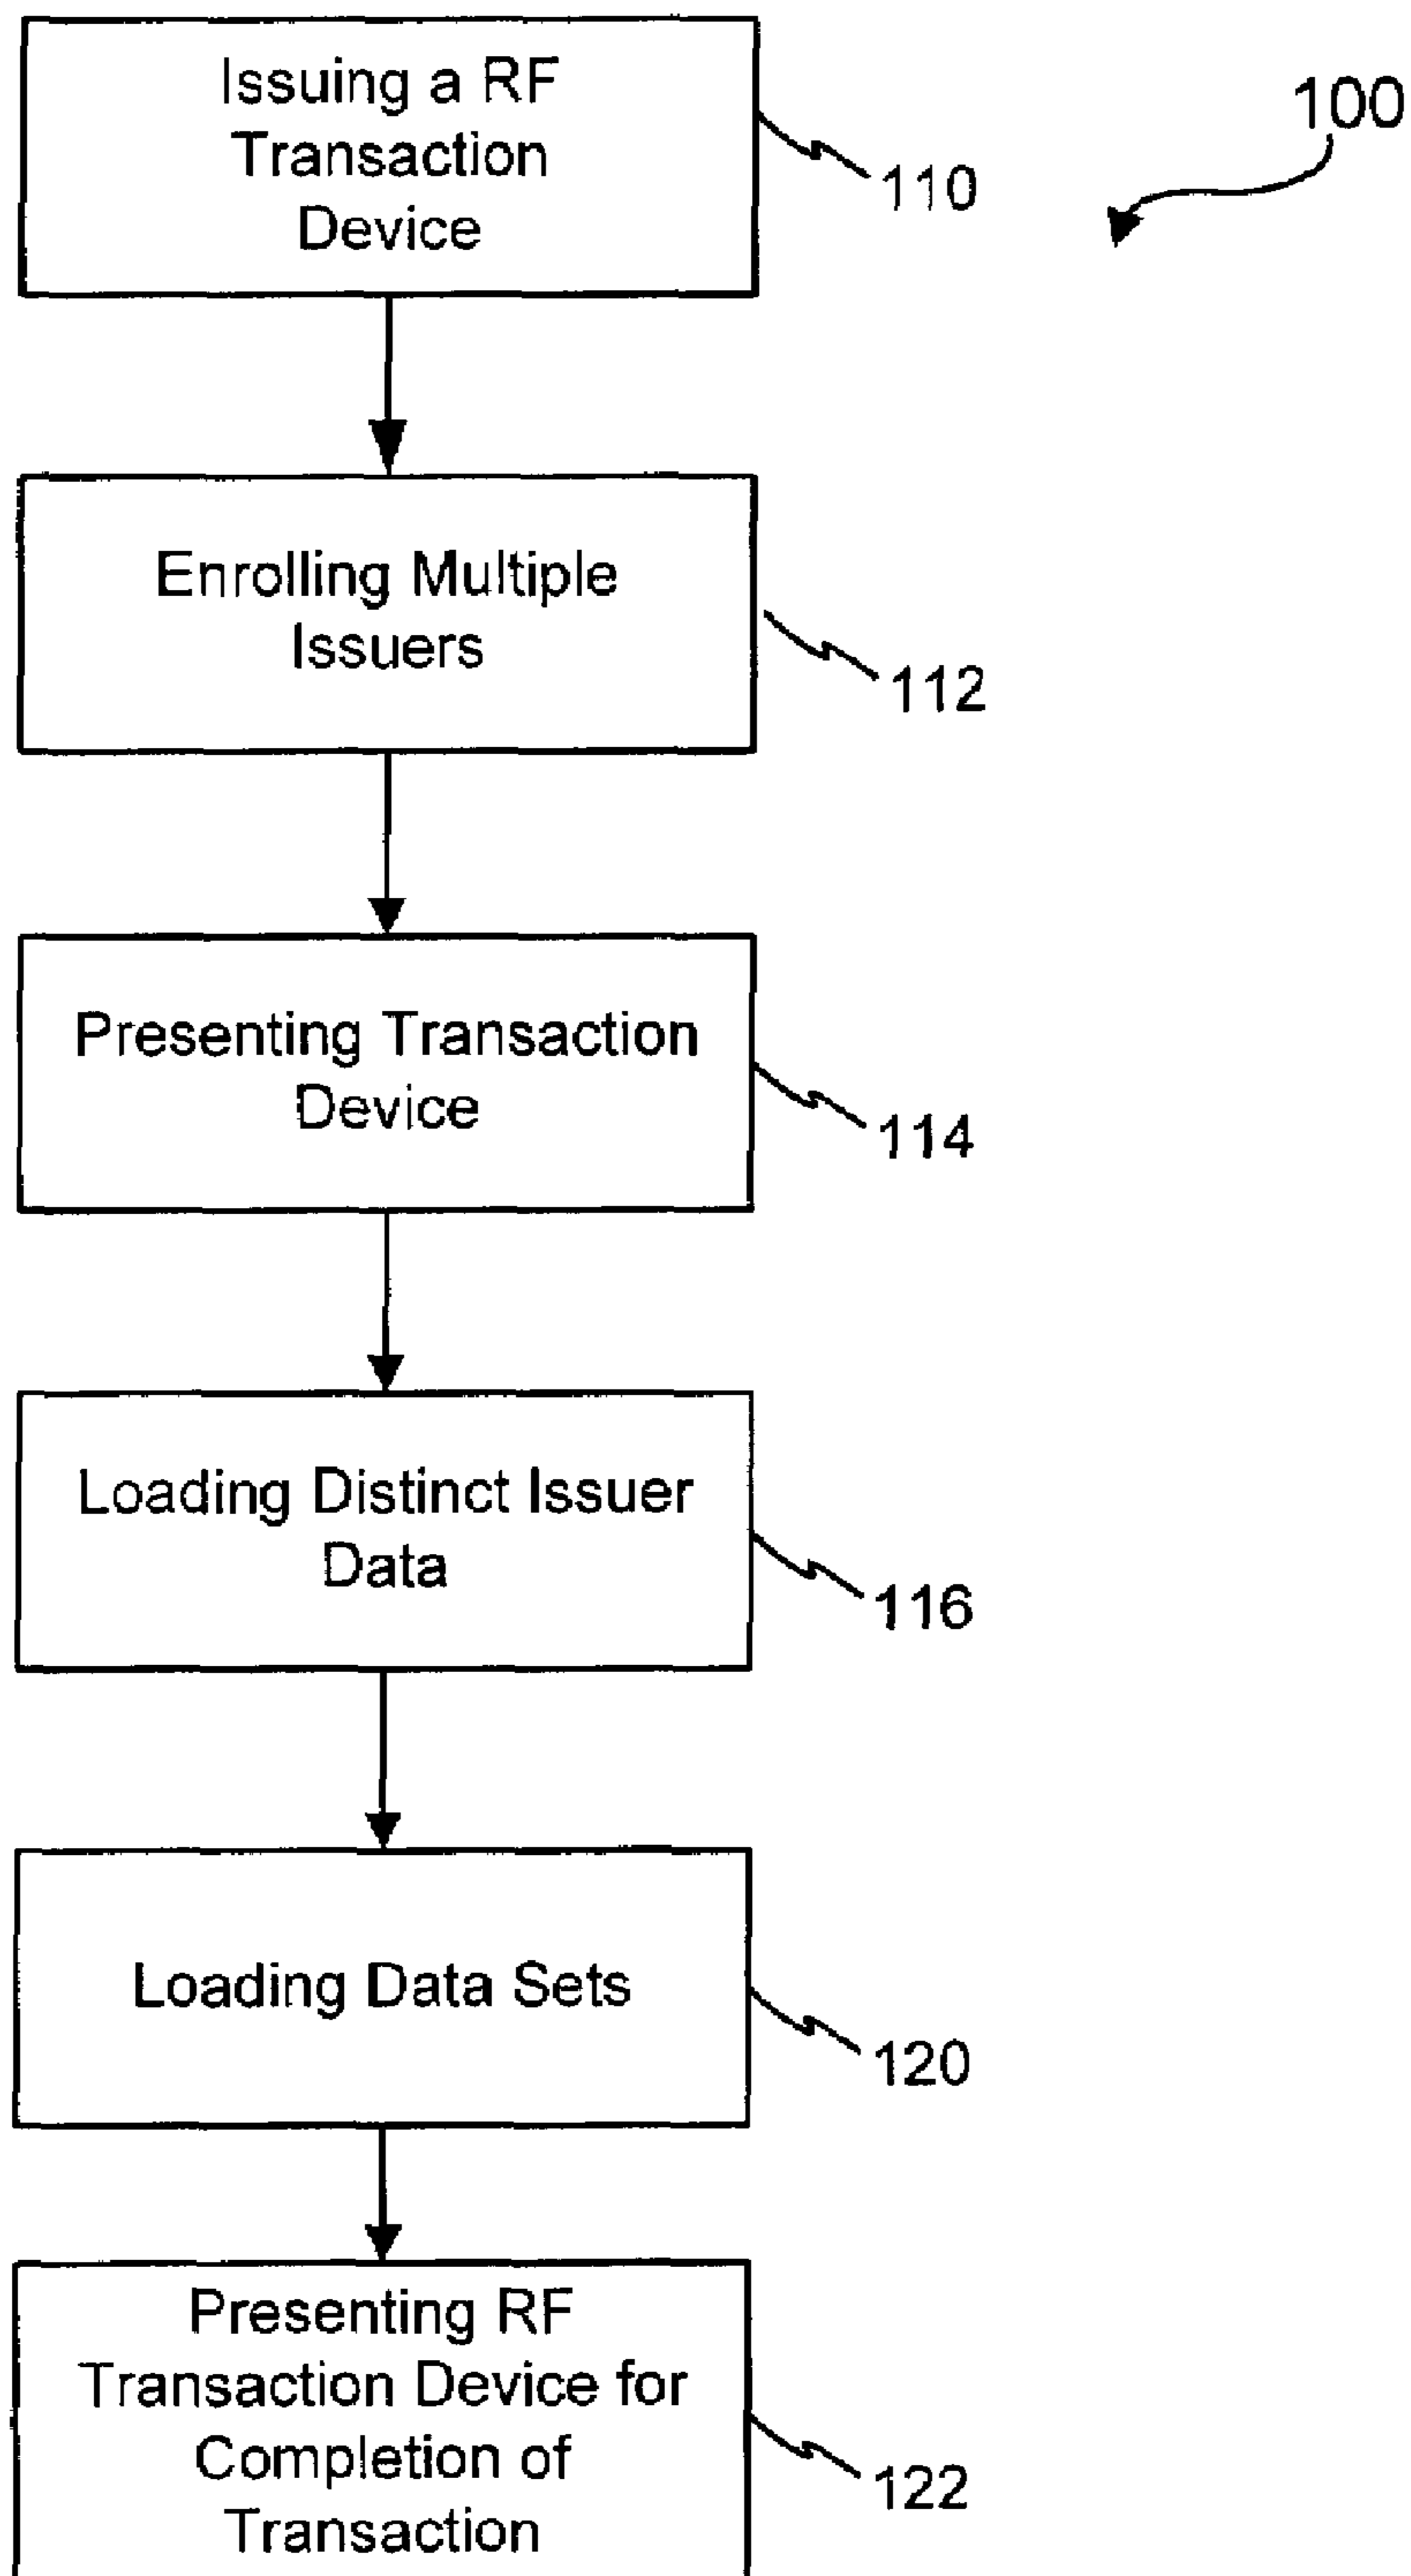 Issuing a RF
Transaction
Device
100
110
Enrolling Multiple
Issuers
112
Presenting Transaction
Device
114
Loading Distinct Issuer
Data
116
Loading Data Sets
120
Presenting RF
Transaction Device for
Completion of
Transaction
122